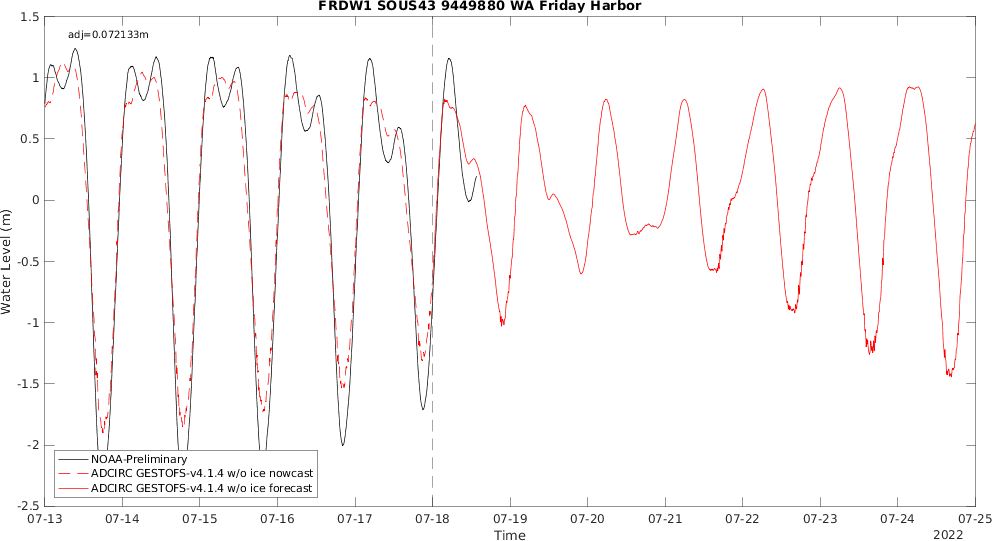 FRDW1 SOUS43 9449880 WA Friday Harbor
adj=0.072133m
1.5
1
0.5
0
-0.5
-1
-1.5
-2
-2.5
Water Level (m)
NOAA-Preliminary
ADCIRC GESTOFS-v4.1.4 w/o ice nowcast
ADCIRC GESTOFS-v4.1.4 w/o ice forecast
07-13 07-14 07-15 07-16 07-17 07-18 07-19 07-20 07-21 07-22 07-23 07-24 07-25
Time
2022